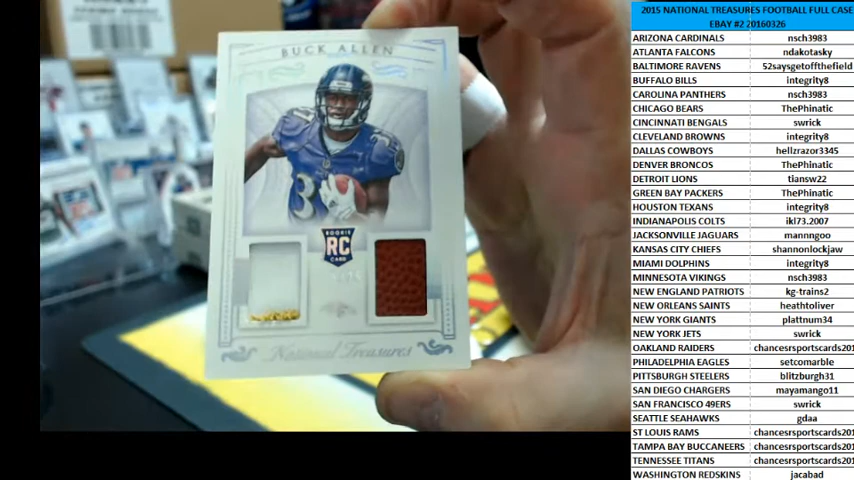 BUCK ALLEN
ROOKIE
RC
CARD
National Treasures
2015 NATIONAL TREASURES FOOTBALL FULL CASE
EBAY #2 20160326
ARIZONA CARDINALS nsch3983
ATLANTA FALCONS ndakotasky
BALTIMORE RAVENS 52saysgetoffthefield
BUFFALO BILLS integrity8
CAROLINA PANTHERS nsch3983
CHICAGO BEARS ThePhinatic
CINCINNATI BENGALS swrick
CLEVELAND BROWNS integrity8
DALLAS COWBOYS hellzrazor3345
DENVER BRONCOS ThePhinatic
DETROIT LIONS tiansw22
GREEN BAY PACKERS ThePhinatic
HOUSTON TEXANS integrity8
INDIANAPOLIS COLTS ikl73.2007
JACKSONVILLE JAGUARS mannngoo
KANSAS CITY CHIEFS shannonlockjaw
MIAMI DOLPHINS integrity8
MINNESOTA VIKINGS nsch3983
NEW ENGLAND PATRIOTS kg-trains2
NEW ORLEANS SAINTS heathtoliver
NEW YORK GIANTS plattnum34
NEW YORK JETS swrick
OAKLAND RAIDERS chancesrsportscards201
PHILADELPHIA EAGLES setcomarble
PITTSBURGH STEELERS blitzburgh31
SAN DIEGO CHARGERS mayamango11
SAN FRANCISCO 49ERS swrick
SEATTLE SEAHAWKS gdaa
ST LOUIS RAMS chancesrsportscards201
TAMPA BAY BUCCANEERS chancesrsportscards201
TENNESSEE TITANS chancesrsportscards201
WASHINGTON REDSKINS jacabad